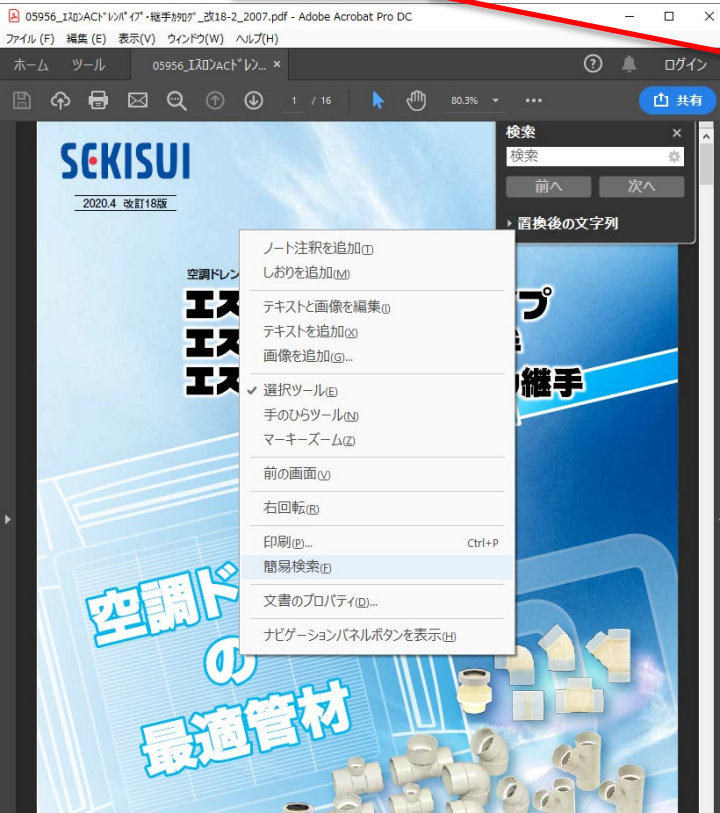 05956_ｴｽﾛﾝACﾄﾞﾚﾝﾊﾟｲﾌﾟ・継手ｶﾀﾛｸﾞ_改18-2_2007.pdf - Adobe Acrobat Pro DC
ファイル(F) 編集(E) 表示(V) ウィンドウ(W) ヘルプ(H)
ホーム ツール 05956_ｴｽﾛﾝACﾄﾞﾚﾝ... × ログイン
1 / 16 80.3% 共有
検索 ×
検索
前へ 次へ
置換後の文字列
SEKISUI
2020.4 改訂18版
空調ドレン
エス プ
エス
エス 継手
ノート注釈を追加(T)
しおりを追加(M)
テキストと画像を編集(I)
テキストを追加(X)
画像を追加(G)...
選択ツール(E)
手のひらツール(N)
マーキーズーム(Z)
前の画面(V)
右回転(R)
印刷(P)... Ctrl+P
簡易検索(F)
文書のプロパティ(D)...
ナビゲーションパネルボタンを表示(H)
空調ド
の
最適管材